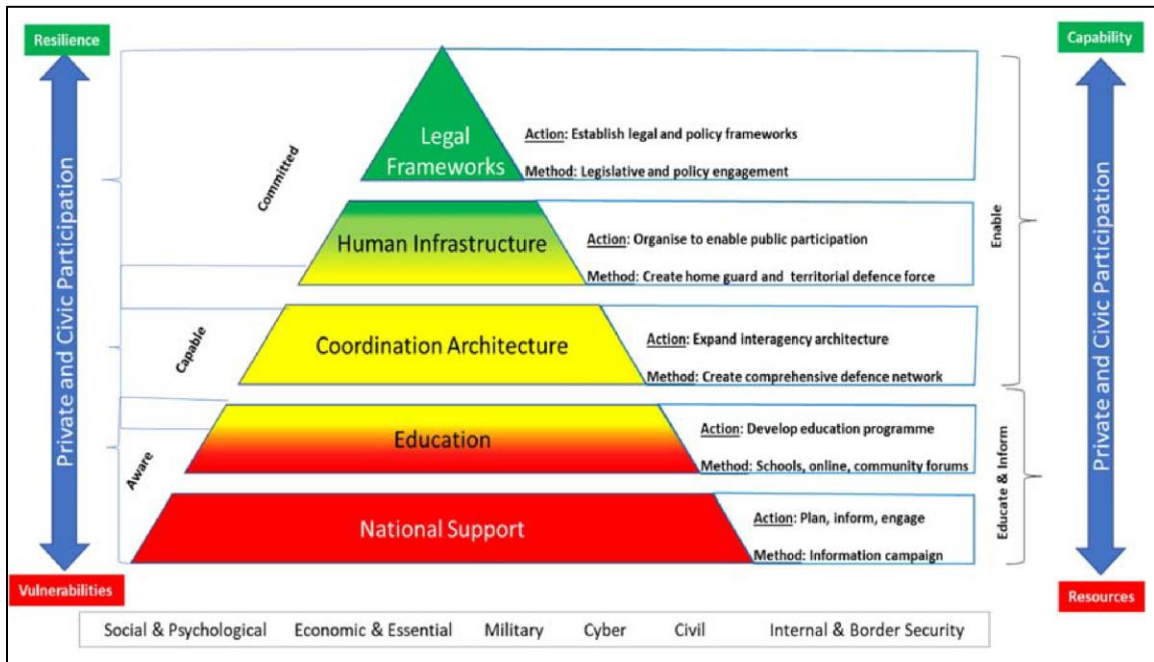 Resilience
Capability
Private and Civic Participation
Committed
Capable
Aware
Legal
Frameworks
Action: Establish legal and policy frameworks
Method: Legislative and policy engagement
Human Infrastructure
Action: Organise to enable public participation
Method: Create home guard and territorial defence force
Coordination Architecture
Action: Expand interagency architecture
Method: Create comprehensive defence network
Education
Action: Develop education programme
Method: Schools, online, community forums
National Support
Action: Plan, inform, engage
Method: Information campaign
Enable
Educate & Inform
Private and Civic Participation
Vulnerabilities
Resources
Social & Psychological Economic & Essential Military Cyber Civil Internal & Border Security